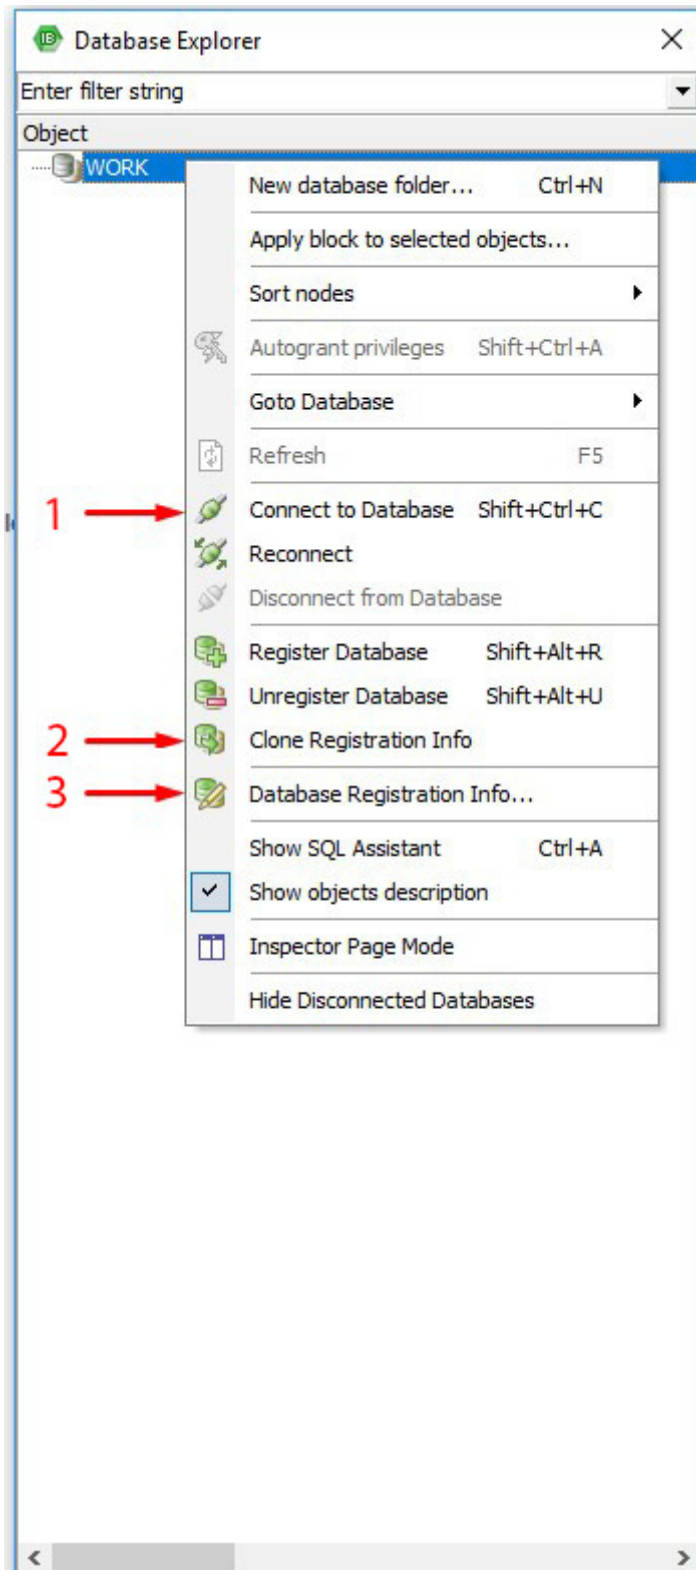 Database Explorer
Enter filter string
Object
WORK
New database folder... Ctrl+N
Apply block to selected objects...
Sort nodes
Autogrant privileges Shift+Ctrl+A
Goto Database
Refresh F5
1 Connect to Database Shift+Ctrl+C
Reconnect
Disconnect from Database
Register Database Shift+Alt+R
Unregister Database Shift+Alt+U
2 Clone Registration Info
3 Database Registration Info...
Show SQL Assistant Ctrl+A
Show objects description
Inspector Page Mode
Hide Disconnected Databases